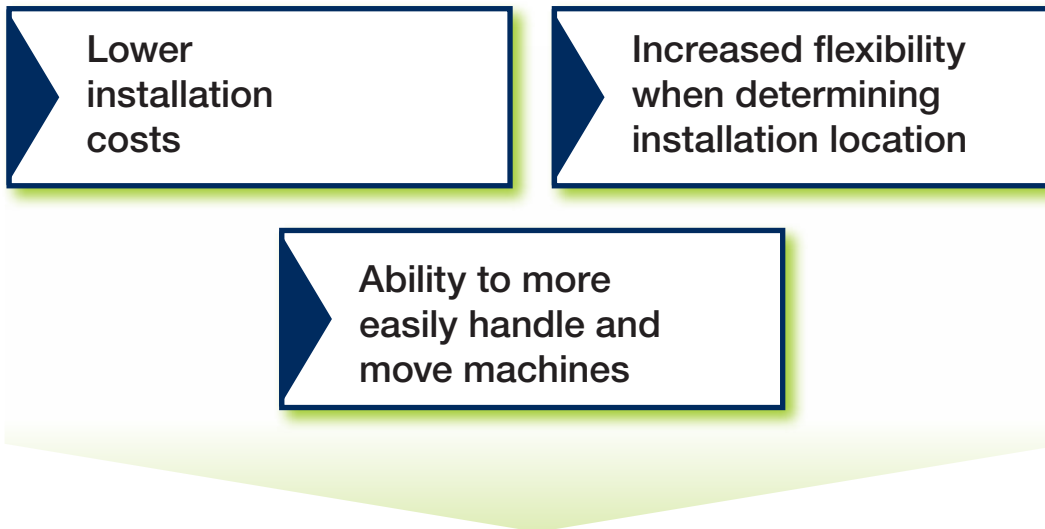 Lower
installation
costs
Increased flexibility
when determining
installation location
Ability to more
easily handle and
move machines